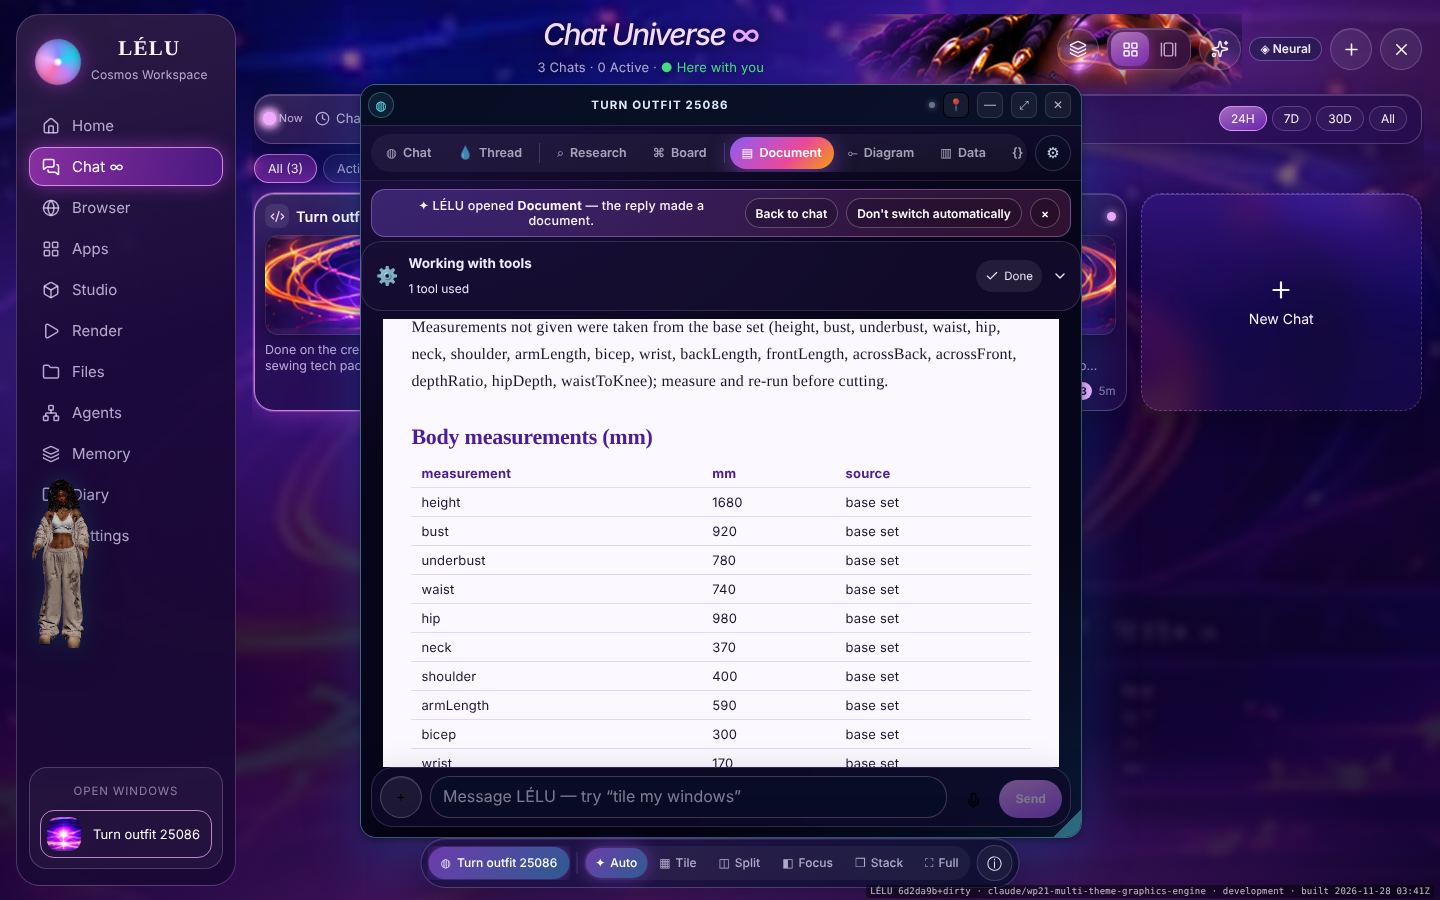 LÉLU
Cosmos Workspace
Home
Chat ∞
Browser
Apps
Studio
Render
Files
Agents
Memory
Diary
ttings
OPEN WINDOWS
Turn outfit 25086
Chat Universe ∞
3 Chats · 0 Active · ● Here with you
◈ Neural
Now
Cha
24H
7D
30D
All
All (3)
Acti
Turn outf
Done on the cre
sewing tech pac
5m
New Chat
TURN OUTFIT 25086
Chat
Thread
Research
Board
Document
Diagram
Data
{}
✦ LÉLU opened Document — the reply made a
document.
Back to chat
Don't switch automatically
×
Working with tools
1 tool used
Done
Measurements not given were taken from the base set (height, bust, underbust, waist, hip,
neck, shoulder, armLength, bicep, wrist, backLength, frontLength, acrossBack, acrossFront,
depthRatio, hipDepth, waistToKnee); measure and re-run before cutting.
Body measurements (mm)
measurement mm source
height 1680 base set
bust 920 base set
underbust 780 base set
waist 740 base set
hip 980 base set
neck 370 base set
shoulder 400 base set
armLength 590 base set
bicep 300 base set
wrist 170 base set
Message LÉLU — try “tile my windows”
Send
Turn outfit 25086
Auto
Tile
Split
Focus
Stack
Full
LÉLU 6d2da9b+dirty · claude/wp21-multi-theme-graphics-engine · development · built 2026-11-28 03:41Z